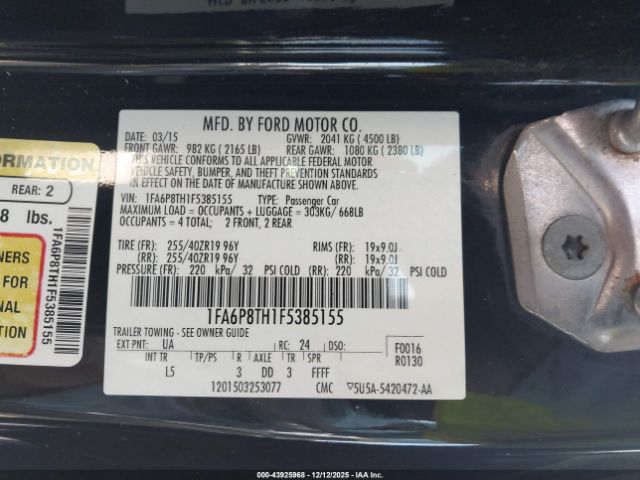 MFD. BY FORD MOTOR CO.
DATE: 03/15 GVWR: 2041 KG ( 4500 LB)
FRONT GAWR: 982 KG ( 2165 LB) REAR GAWR: 1080 KG ( 2380 LB)
THIS VEHICLE CONFORMS TO ALL APPLICABLE FEDERAL MOTOR
VEHICLE SAFETY, BUMPER, AND THEFT PREVENTION STANDARDS
IN EFFECT ON THE DATE OF MANUFACTURE SHOWN ABOVE.
VIN: 1FA6P8TH1F5385155 TYPE: Passenger Car
MAXIMUM LOAD = OCCUPANTS + LUGGAGE = 303KG/ 668LB
OCCUPANTS = 4 TOTAL; 2 FRONT, 2 REAR
TIRE (FR): 255/40ZR19 96Y RIMS (FR): 19x9.0J
(RR): 255/40ZR19 96Y (RR): 19x9.0J
PRESSURE (FR): 220 kPa/ 32 PSI COLD (RR): 220 kPa/ 32 PSI COLD
1FA6P8TH1F5385155
TRAILER TOWING - SEE OWNER GUIDE
EXT PNT: UA RC: 24 DSO: F0016
R0130
INT TR TP/PS R AXLE TR SPR
L5 3 DD 3 FFFF
1201503253077 CMC 5U5A-5420472-AA
ORMATION
REAR: 2
8 lbs.
WNERS
FOR
ONAL
TION
1FA6P8TH1F5385155
000-43925968 - 12/12/2025 - IAAI.COM